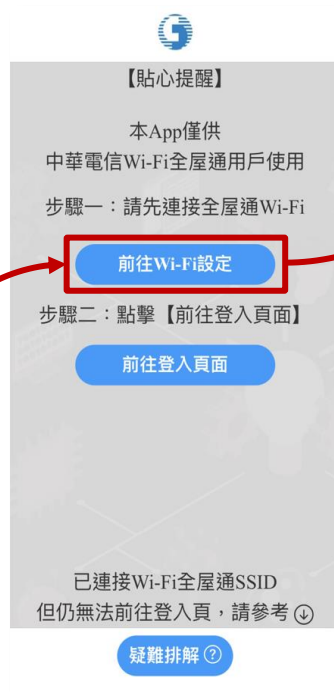 【貼心提醒】
本App僅供
中華電信Wi-Fi全屋通用戶使用
步驟一：請先連接全屋通Wi-Fi
前往Wi-Fi設定
步驟二：點擊【前往登入頁面】
前往登入頁面
已連接Wi-Fi全屋通SSID
但仍無法前往登入頁，請參考
疑難排解?